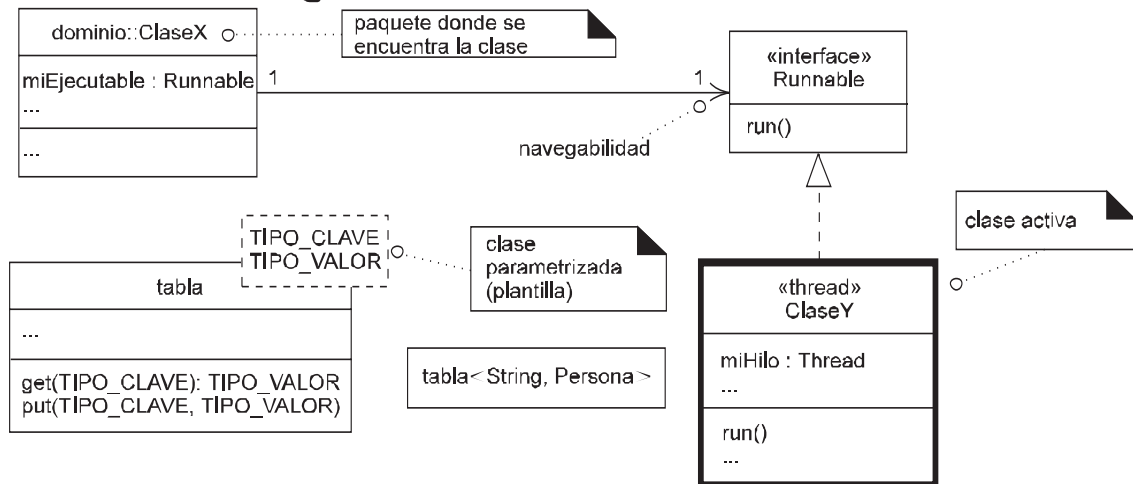 dominio::ClaseX
miEjecutable : Runnable
...
...
paquete donde se
encuentra la clase
1
1
navegabilidad
«interface»
Runnable
run()
clase activa
TIPO_CLAVE
TIPO_VALOR
tabla
...
get(TIPO_CLAVE): TIPO_VALOR
put(TIPO_CLAVE, TIPO_VALOR)
clase
parametrizada
(plantilla)
tabla<String, Persona>
«thread»
ClaseY
miHilo : Thread
...
run()
...